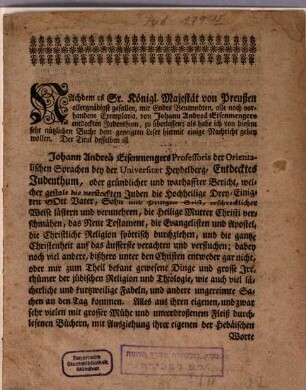 Nachdem es Sr. Königl. Majestät von Preußen
allergnädigst gefallen, mir Endes Benannten, alle noch vor-
handene Exemplaria, von Johann Andreä Eisenmengers
entdeckten Judenthum, zu überlassen; als habe ich von diesem
sehr nützlichen Buche dem geneigten Leser hiermit einige Nachricht geben
wollen. Der Titul desselben ist
Johann Andreä Eisenmengers Professoris der Orienta-
lischen Sprachen bey der Universität Heydelberg, Entdecktes
Judenthum, oder gründlicher und wahrhaffter Bericht, wel-
cher gestalt die verstockten Juden die Hochheilige Drey-Einig-
keit GOtt Vater, Sohn und Heiligen Geist, erschrecklicher
Weise lästern und verunehren, die Heilige Mutter Christi ver-
schmähen, das Neue Testament, die Evangelisten und Apostel,
die Christliche Religion spöttisch durchziehen, und die gantze
Christenheit auf das äusserste verachten und verfluchen; dabey
noch viel andere, bißhero unter den Christen entweder gar nicht,
oder nur zum Theil bekant gewesene Dinge und grosse Irr-
thümer der jüdischen Religion und Theologie, wie auch viel lä-
cherliche und kurtzweilige Fabeln, und andere ungereimte Sa-
chen an den Tag kommen. Alles aus ihren eigenen, und zwar
sehr vielen mit grosser Mühe und unverdrossenen Fleiß durch-
lesenen Büchern, mit Ausziehung ihrer eigenen der Hebäischen
Worte
Bayerische
Staatsbibliothek
München